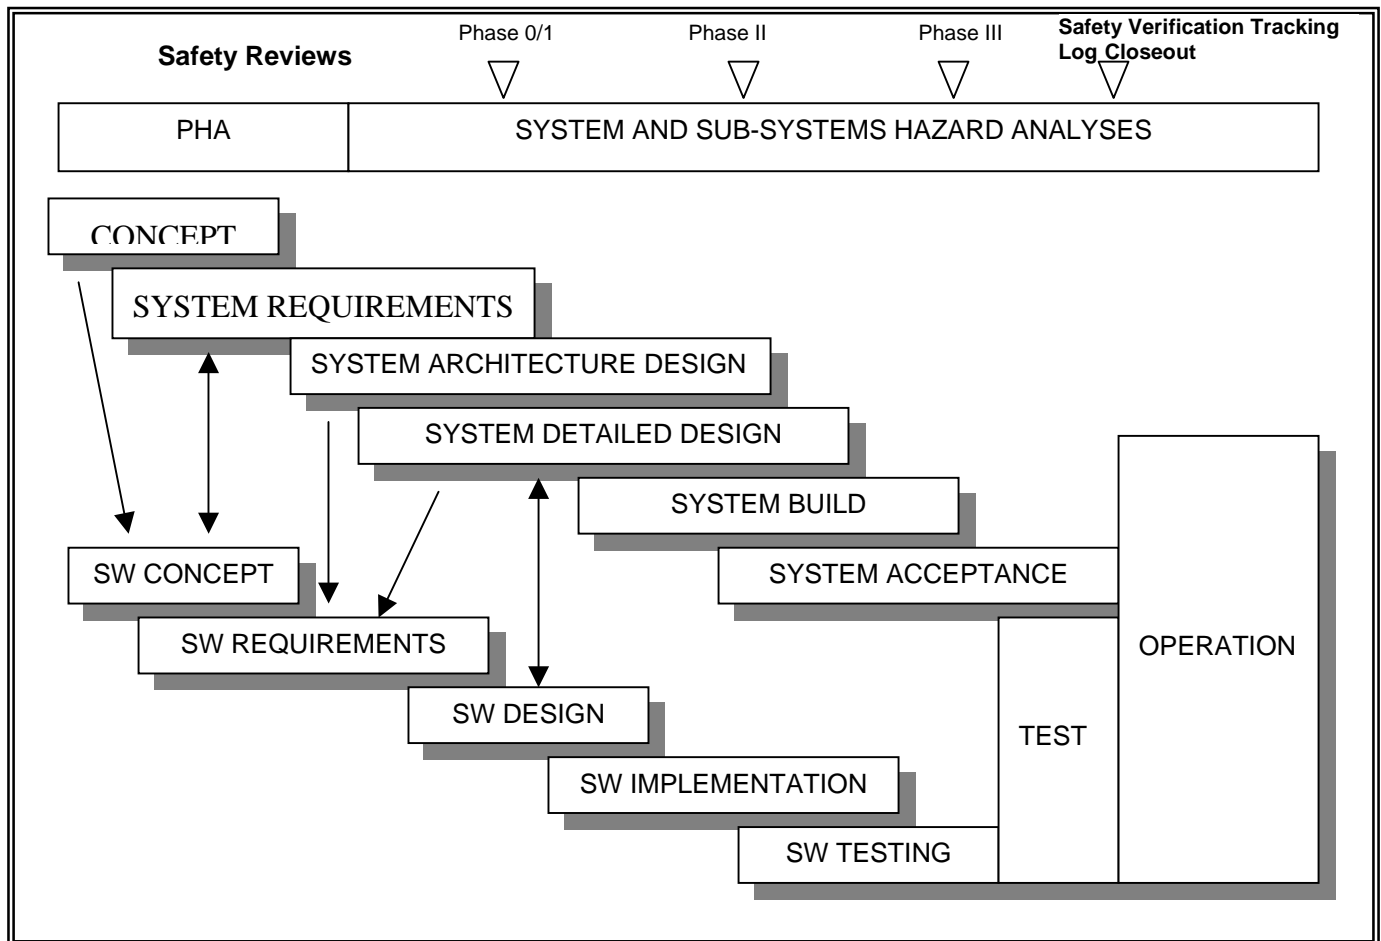 Safety Reviews
Phase 0/1
Phase II
Phase III
Safety Verification Tracking
Log Closeout
PHA
SYSTEM AND SUB-SYSTEMS HAZARD ANALYSES
CONCEPT
SYSTEM REQUIREMENTS
SYSTEM ARCHITECTURE DESIGN
SYSTEM DETAILED DESIGN
SYSTEM BUILD
SW CONCEPT
SYSTEM ACCEPTANCE
SW REQUIREMENTS
OPERATION
SW DESIGN
TEST
SW IMPLEMENTATION
SW TESTING